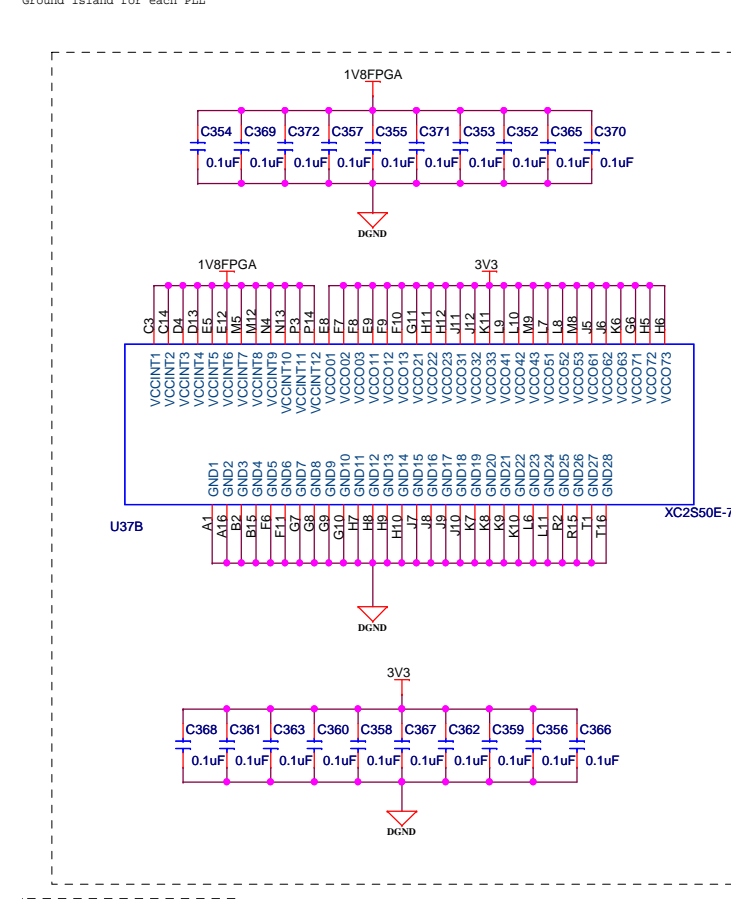 Ground Island for each PLL
1V8FPGA
C354 C369 C372 C357 C355 C371 C353 C352 C365 C370
0.1uF 0.1uF 0.1uF 0.1uF 0.1uF 0.1uF 0.1uF 0.1uF 0.1uF 0.1uF
DGND
1V8FPGA 3V3
C3 C14 D4 D13 E5 E12 M5 M12 N4 N13 P3 P14 E8 F7 F8 E9 F9 F10 G11 H11 H12 J11 J12 K11 L9 L10 M9 L7 L8 M8 J5 J6 K6 G6 H5 H6
VCCINT1 VCCINT2 VCCINT3 VCCINT4 VCCINT5 VCCINT6 VCCINT7 VCCINT8 VCCINT9 VCCINT10 VCCINT11 VCCINT12 VCCO01 VCCO02 VCCO03 VCCO11 VCCO12 VCCO13 VCCO21 VCCO22 VCCO23 VCCO31 VCCO32 VCCO33 VCCO41 VCCO42 VCCO43 VCCO51 VCCO52 VCCO53 VCCO61 VCCO62 VCCO63 VCCO71 VCCO72 VCCO73
GND1 GND2 GND3 GND4 GND5 GND6 GND7 GND8 GND9 GND10 GND11 GND12 GND13 GND14 GND15 GND16 GND17 GND18 GND19 GND20 GND21 GND22 GND23 GND24 GND25 GND26 GND27 GND28
U37B XC2S50E-7
A1 A16 B2 B15 F6 F11 G7 G8 G9 G10 H7 H8 H9 H10 J7 J8 J9 J10 K7 K8 K9 K10 L6 L11 R2 R15 T1 T16
DGND
3V3
C368 C361 C363 C360 C358 C367 C362 C359 C356 C366
0.1uF 0.1uF 0.1uF 0.1uF 0.1uF 0.1uF 0.1uF 0.1uF 0.1uF 0.1uF
DGND